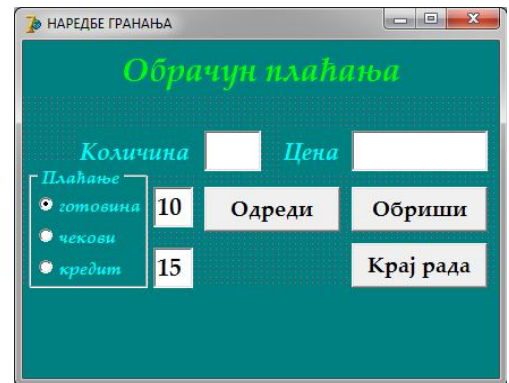 НАРЕДБЕ ГРАНАЊА
Обрачун плаћања
Количина Цена
Плаћање
готовина 10 Одреди Обриши
чекови
кредит 15 Крај рада